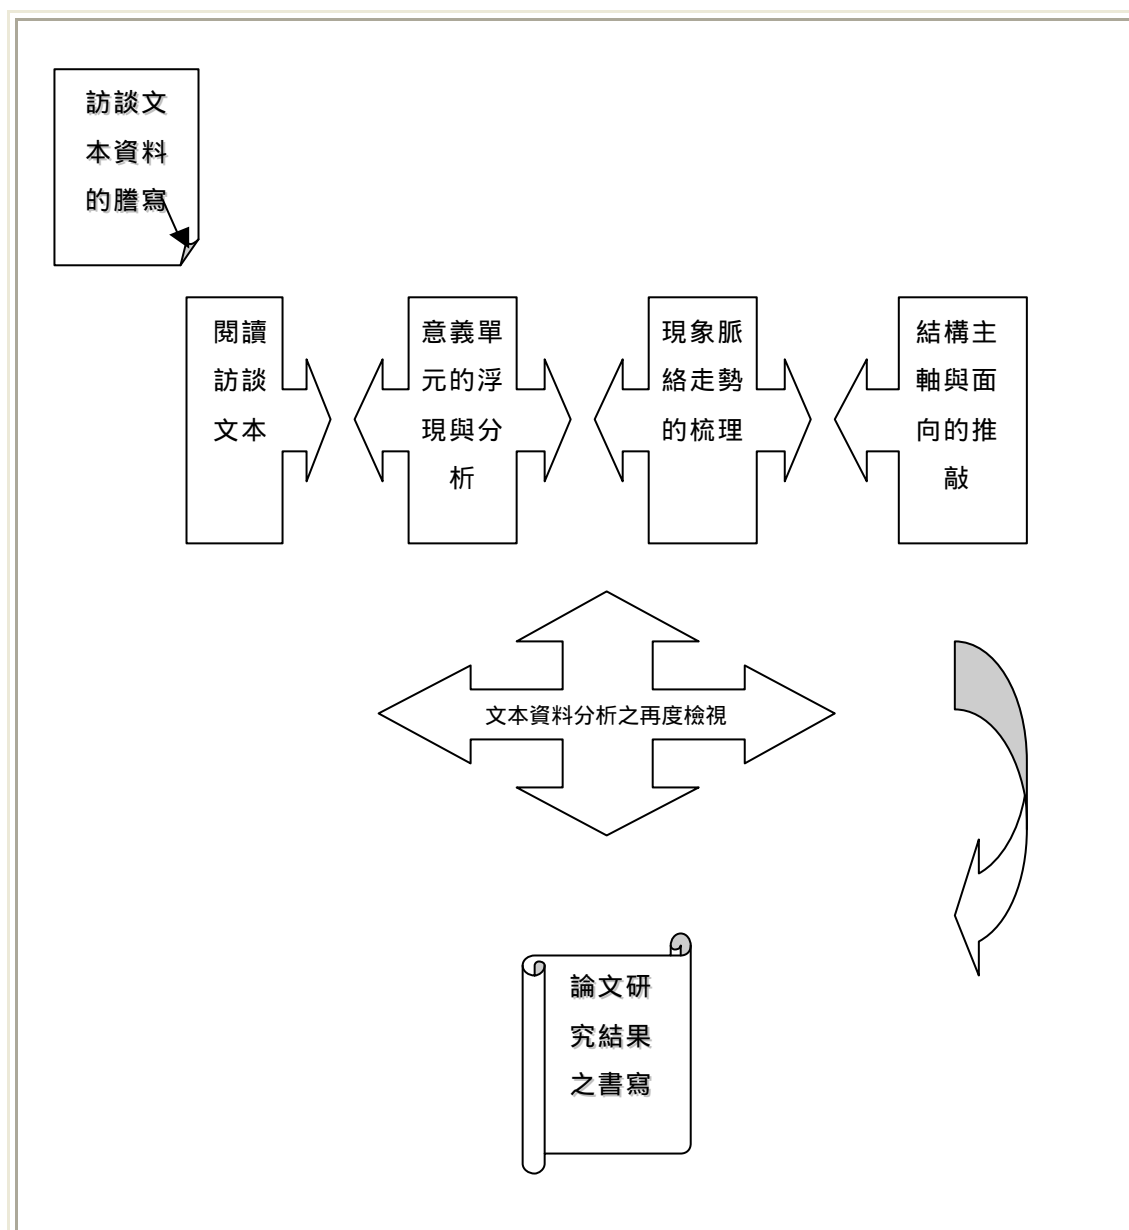 訪談文
本資料
的謄寫
閱讀
訪談
文本
意義單
元的浮
現與分
析
現象脈
絡走勢
的梳理
結構主
軸與面
向的推
敲
文本資料分析之再度檢視
論文研
究結果
之書寫